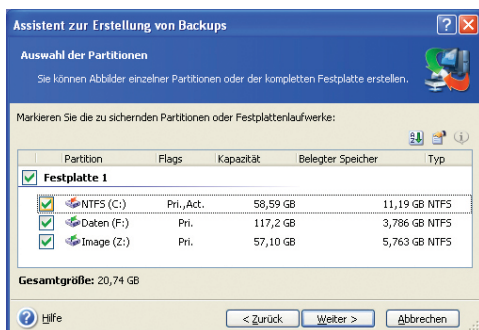 Assistent zur Erstellung von Backups
Auswahl der Partitionen
Sie können Abbilder einzelner Partitionen oder der kompletten Festplatte erstellen.
Markieren Sie die zu sichernden Partitionen oder Festplattenlaufwerke:
Partition Flags Kapazität Belegter Speicher Typ
Festplatte 1
NTFS (C:) Pri.,Act. 58,59 GB 11,19 GB NTFS
Daten (F:) Pri. 117,2 GB 3,786 GB NTFS
Image (Z:) Pri. 57,10 GB 5,763 GB NTFS
Gesamtgröße: 20,74 GB
Hilfe < Zurück Weiter > Abbrechen